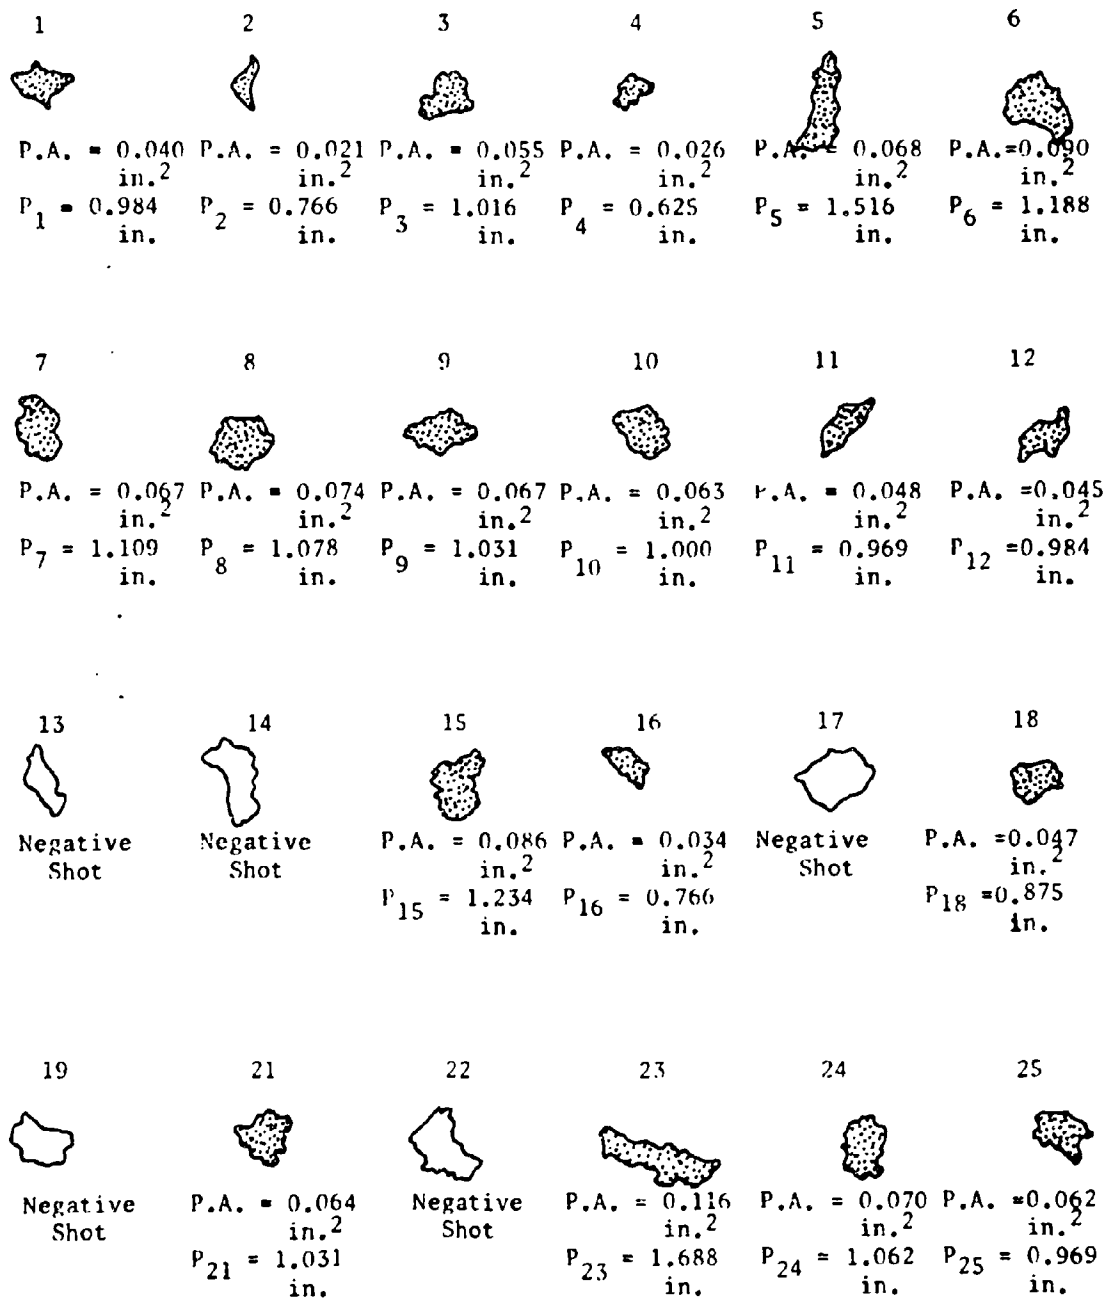 1 2 3 4 5 6
P.A. = 0.040 P.A. = 0.021 P.A. = 0.055 P.A. = 0.026 P.A. = 0.068 P.A.=0.090
in.2 in.2 in.2 in.2 in.2 in.2
P1 = 0.984 P2 = 0.766 P3 = 1.016 P4 = 0.625 P5 = 1.516 P6 = 1.188
in. in. in. in. in. in.
7 8 9 10 11 12
P.A. = 0.067 P.A. = 0.074 P.A. = 0.067 P.A. = 0.063 P.A. = 0.048 P.A. =0.045
in.2 in.2 in.2 in.2 in.2 in.2
P7 = 1.109 P8 = 1.078 P9 = 1.031 P10 = 1.000 P11 = 0.969 P12 =0.984
in. in. in. in. in. in.
13 14 15 16 17 18
Negative Negative P.A. = 0.086 P.A. = 0.034 Negative P.A. =0.047
Shot Shot in.2 in.2 Shot in.2
P15 = 1.234 P16 = 0.766 P18 =0.875
in. in. in.
19 21 22 23 24 25
Negative P.A. = 0.064 Negative P.A. = 0.116 P.A. = 0.070 P.A. =0.062
Shot in.2 Shot in.2 in.2 in.2
P21 = 1.031 P23 = 1.688 P24 = 1.062 P25 = 0.969
in. in. in. in.